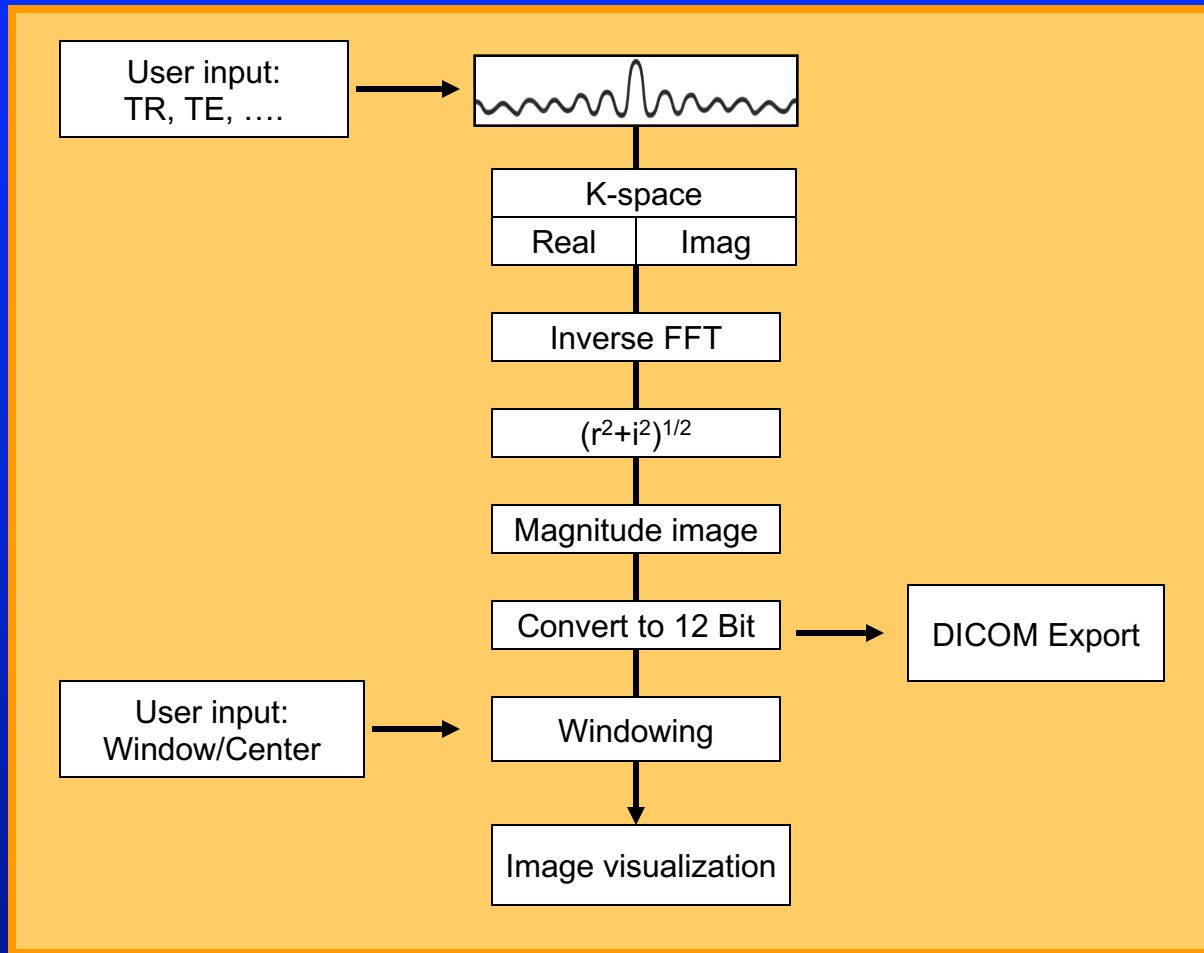 User input:
TR, TE, ….
K-space
Real Imag
Inverse FFT
(r²+i²)¹/²
Magnitude image
Convert to 12 Bit
DICOM Export
User input:
Window/Center
Windowing
Image visualization